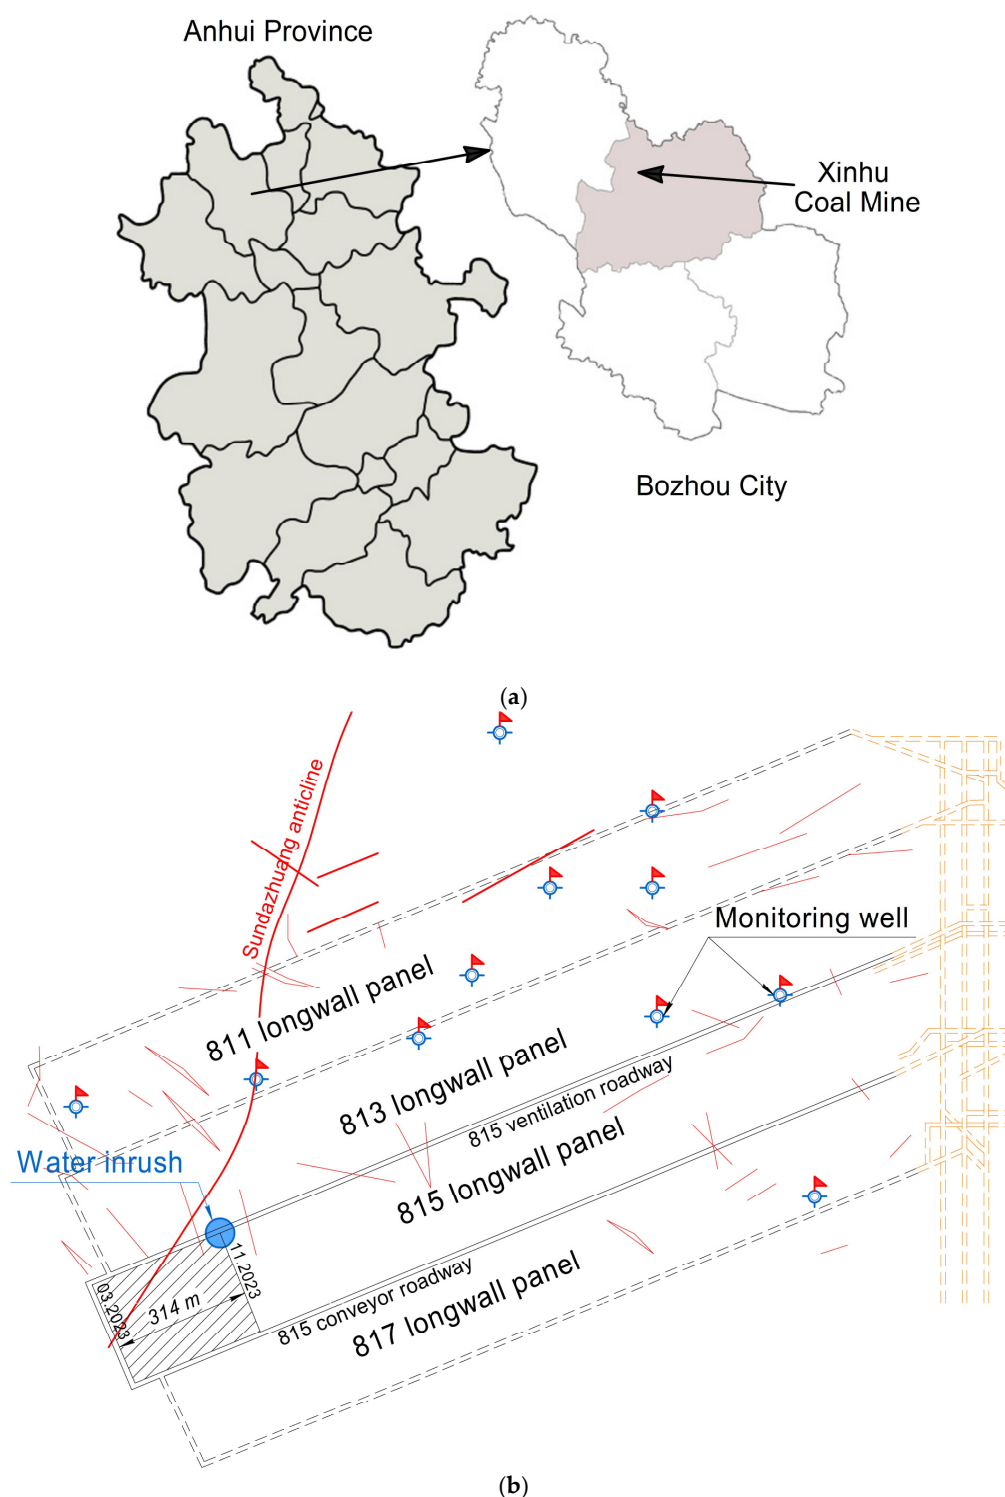 Anhui Province
Xinhu
Coal Mine
Bozhou City
(a)
Sundazhuang anticline
Monitoring well
811 longwall panel
813 longwall panel
815 ventilation roadway
Water inrush
815 longwall panel
11.2023
03.2023
314 m
815 conveyor roadway
817 longwall panel
(b)